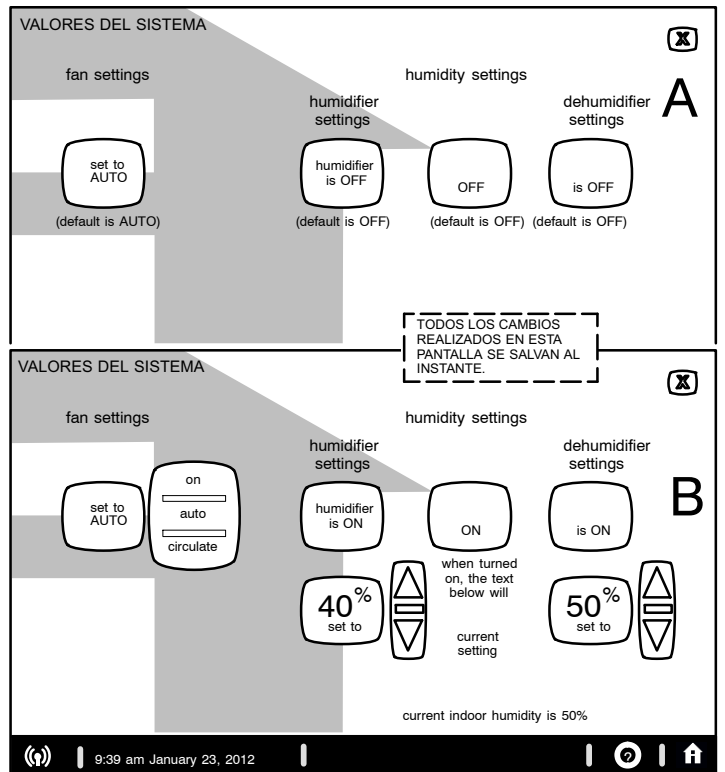 VALORES DEL SISTEMA
X
fan settings
humidity settings
A
humidifier
settings
dehumidifier
settings
set to
AUTO
humidifier
is OFF
OFF
is OFF
(default is AUTO)
(default is OFF)
(default is OFF)
(default is OFF)
TODOS LOS CAMBIOS
REALIZADOS EN ESTA
PANTALLA SE SALVAN AL
INSTANTE.
VALORES DEL SISTEMA
X
fan settings
humidity settings
B
humidifier
settings
dehumidifier
settings
set to
AUTO
on
auto
circulate
humidifier
is ON
ON
is ON
when turned
on, the text
below will
40%
set to
50%
set to
current
setting
current indoor humidity is 50%
9:39 am January 23, 2012
?